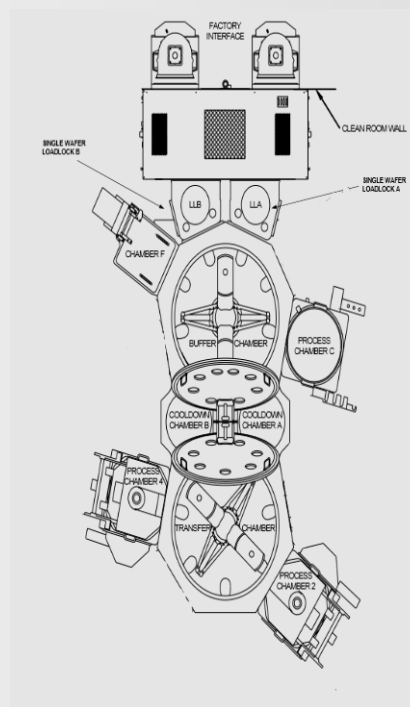 FACTORY
INTERFACE
CLEAN ROOM WALL
SINGLE WAFER
LOADLOCK B
SINGLE WAFER
LOADLOCK A
LLB
LLA
CHAMBER F
BUFFER CHAMBER
PROCESS
CHAMBER C
COOLDOWN
CHAMBER B
COOLDOWN
CHAMBER A
PROCESS
CHAMBER 4
TRANSFER CHAMBER
PROCESS
CHAMBER 2